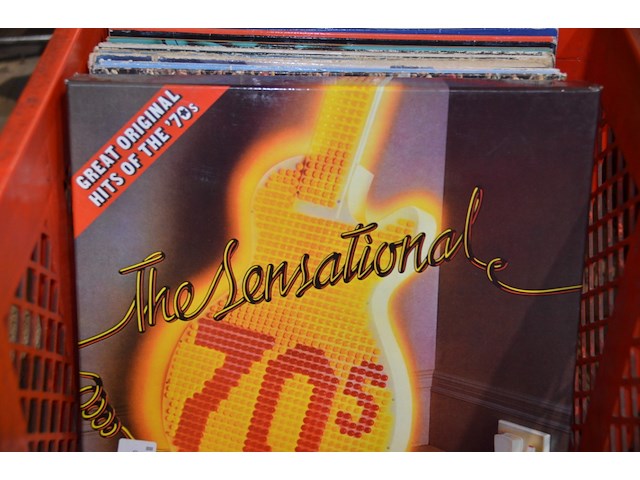 GREAT ORIGINAL
HITS OF THE '70s
The Sensational
70s